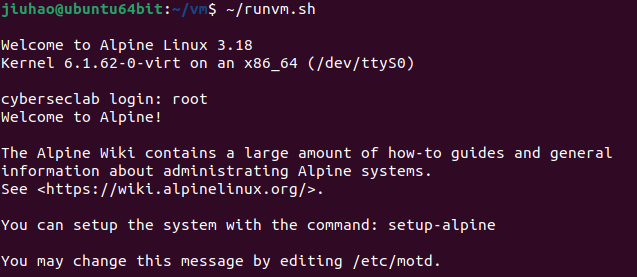 jiuhao@ubuntu64bit:~/vm$ ~/runvm.sh
Welcome to Alpine Linux 3.18
Kernel 6.1.62-0-virt on an x86_64 (/dev/ttyS0)
cyberseclab login: root
Welcome to Alpine!
The Alpine Wiki contains a large amount of how-to guides and general
information about administrating Alpine systems.
See <https://wiki.alpinelinux.org/>.
You can setup the system with the command: setup-alpine
You may change this message by editing /etc/motd.